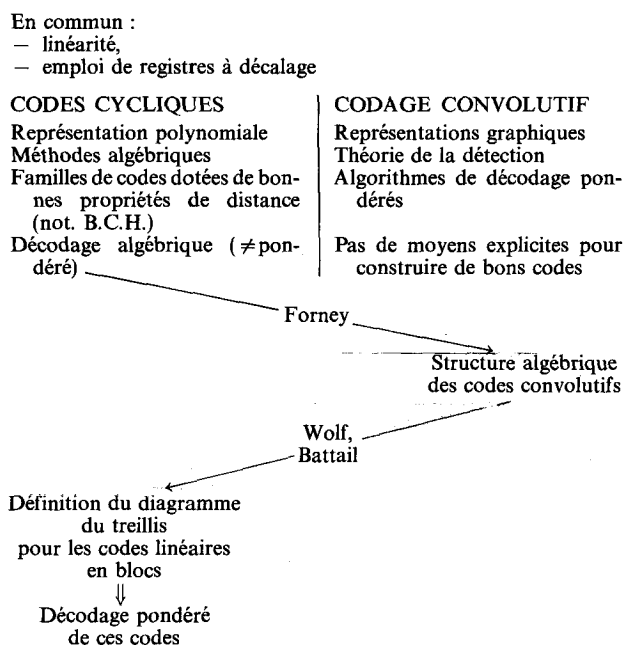 En commun :
— linéarité,
— emploi de registres à décalage
CODES CYCLIQUES
Représentation polynomiale
Méthodes algébriques
Familles de codes dotées de bon-
nes propriétés de distance
(not. B.C.H.)
Décodage algébrique (≠pon-
déré)
CODAGE CONVOLUTIF
Représentations graphiques
Théorie de la détection
Algorithmes de décodage pon-
dérés
Pas de moyens explicites pour
construire de bons codes
Forney
Structure algébrique
des codes convolutifs
Wolf,
Battail
Définition du diagramme
du treillis
pour les codes linéaires
en blocs
⇓
Décodage pondéré
de ces codes